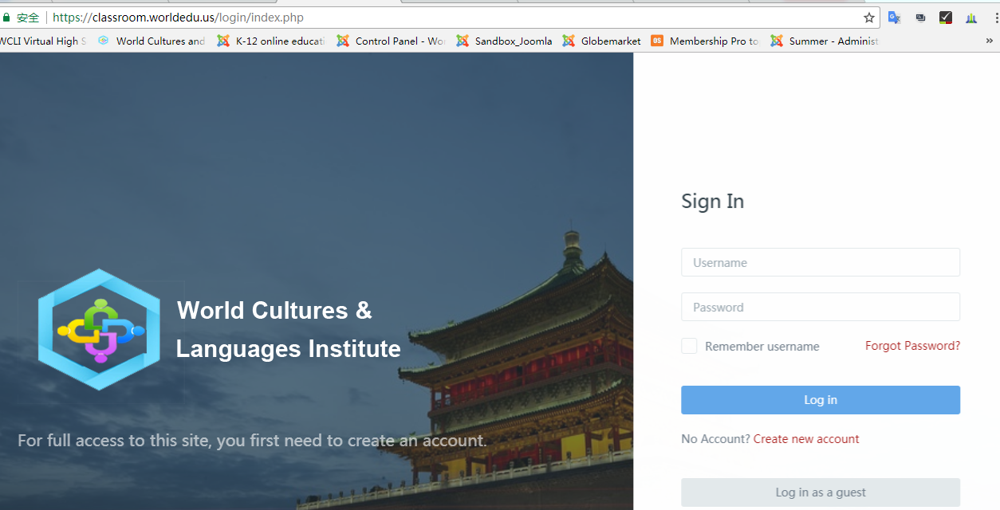 安全 https://classroom.worldedu.us/login/index.php
WCLI Virtual High World Cultures and K-12 online educati Control Panel - Wo Sandbox_Joomla Globemarket OS Membership Pro to Summer - Administ »
Sign In
Username
World Cultures &
Password
Languages Institute
Remember username Forgot Password?
Log in
For full access to this site, you first need to create an account.
No Account? Create new account
Log in as a guest